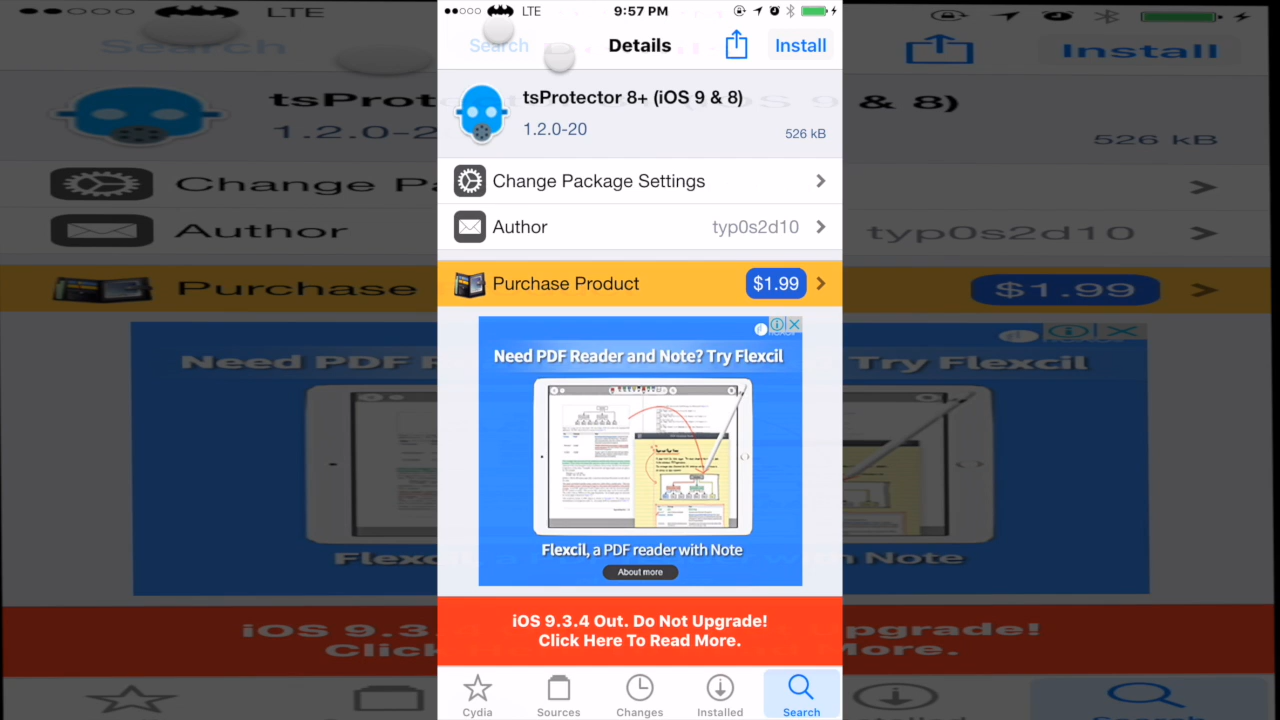 LTE
9:57 PM
Search
Details
Install
tsProtector 8+ (iOS 9 & 8)
1.2.0-20
526 kB
Change Package Settings
Author
typ0s2d10
Purchase Product
$1.99
Need PDF Reader and Note? Try Flexcil
Flexcil, a PDF reader with Note
About more
iOS 9.3.4 Out. Do Not Upgrade!
Click Here To Read More.
Cydia
Sources
Changes
Installed
Search